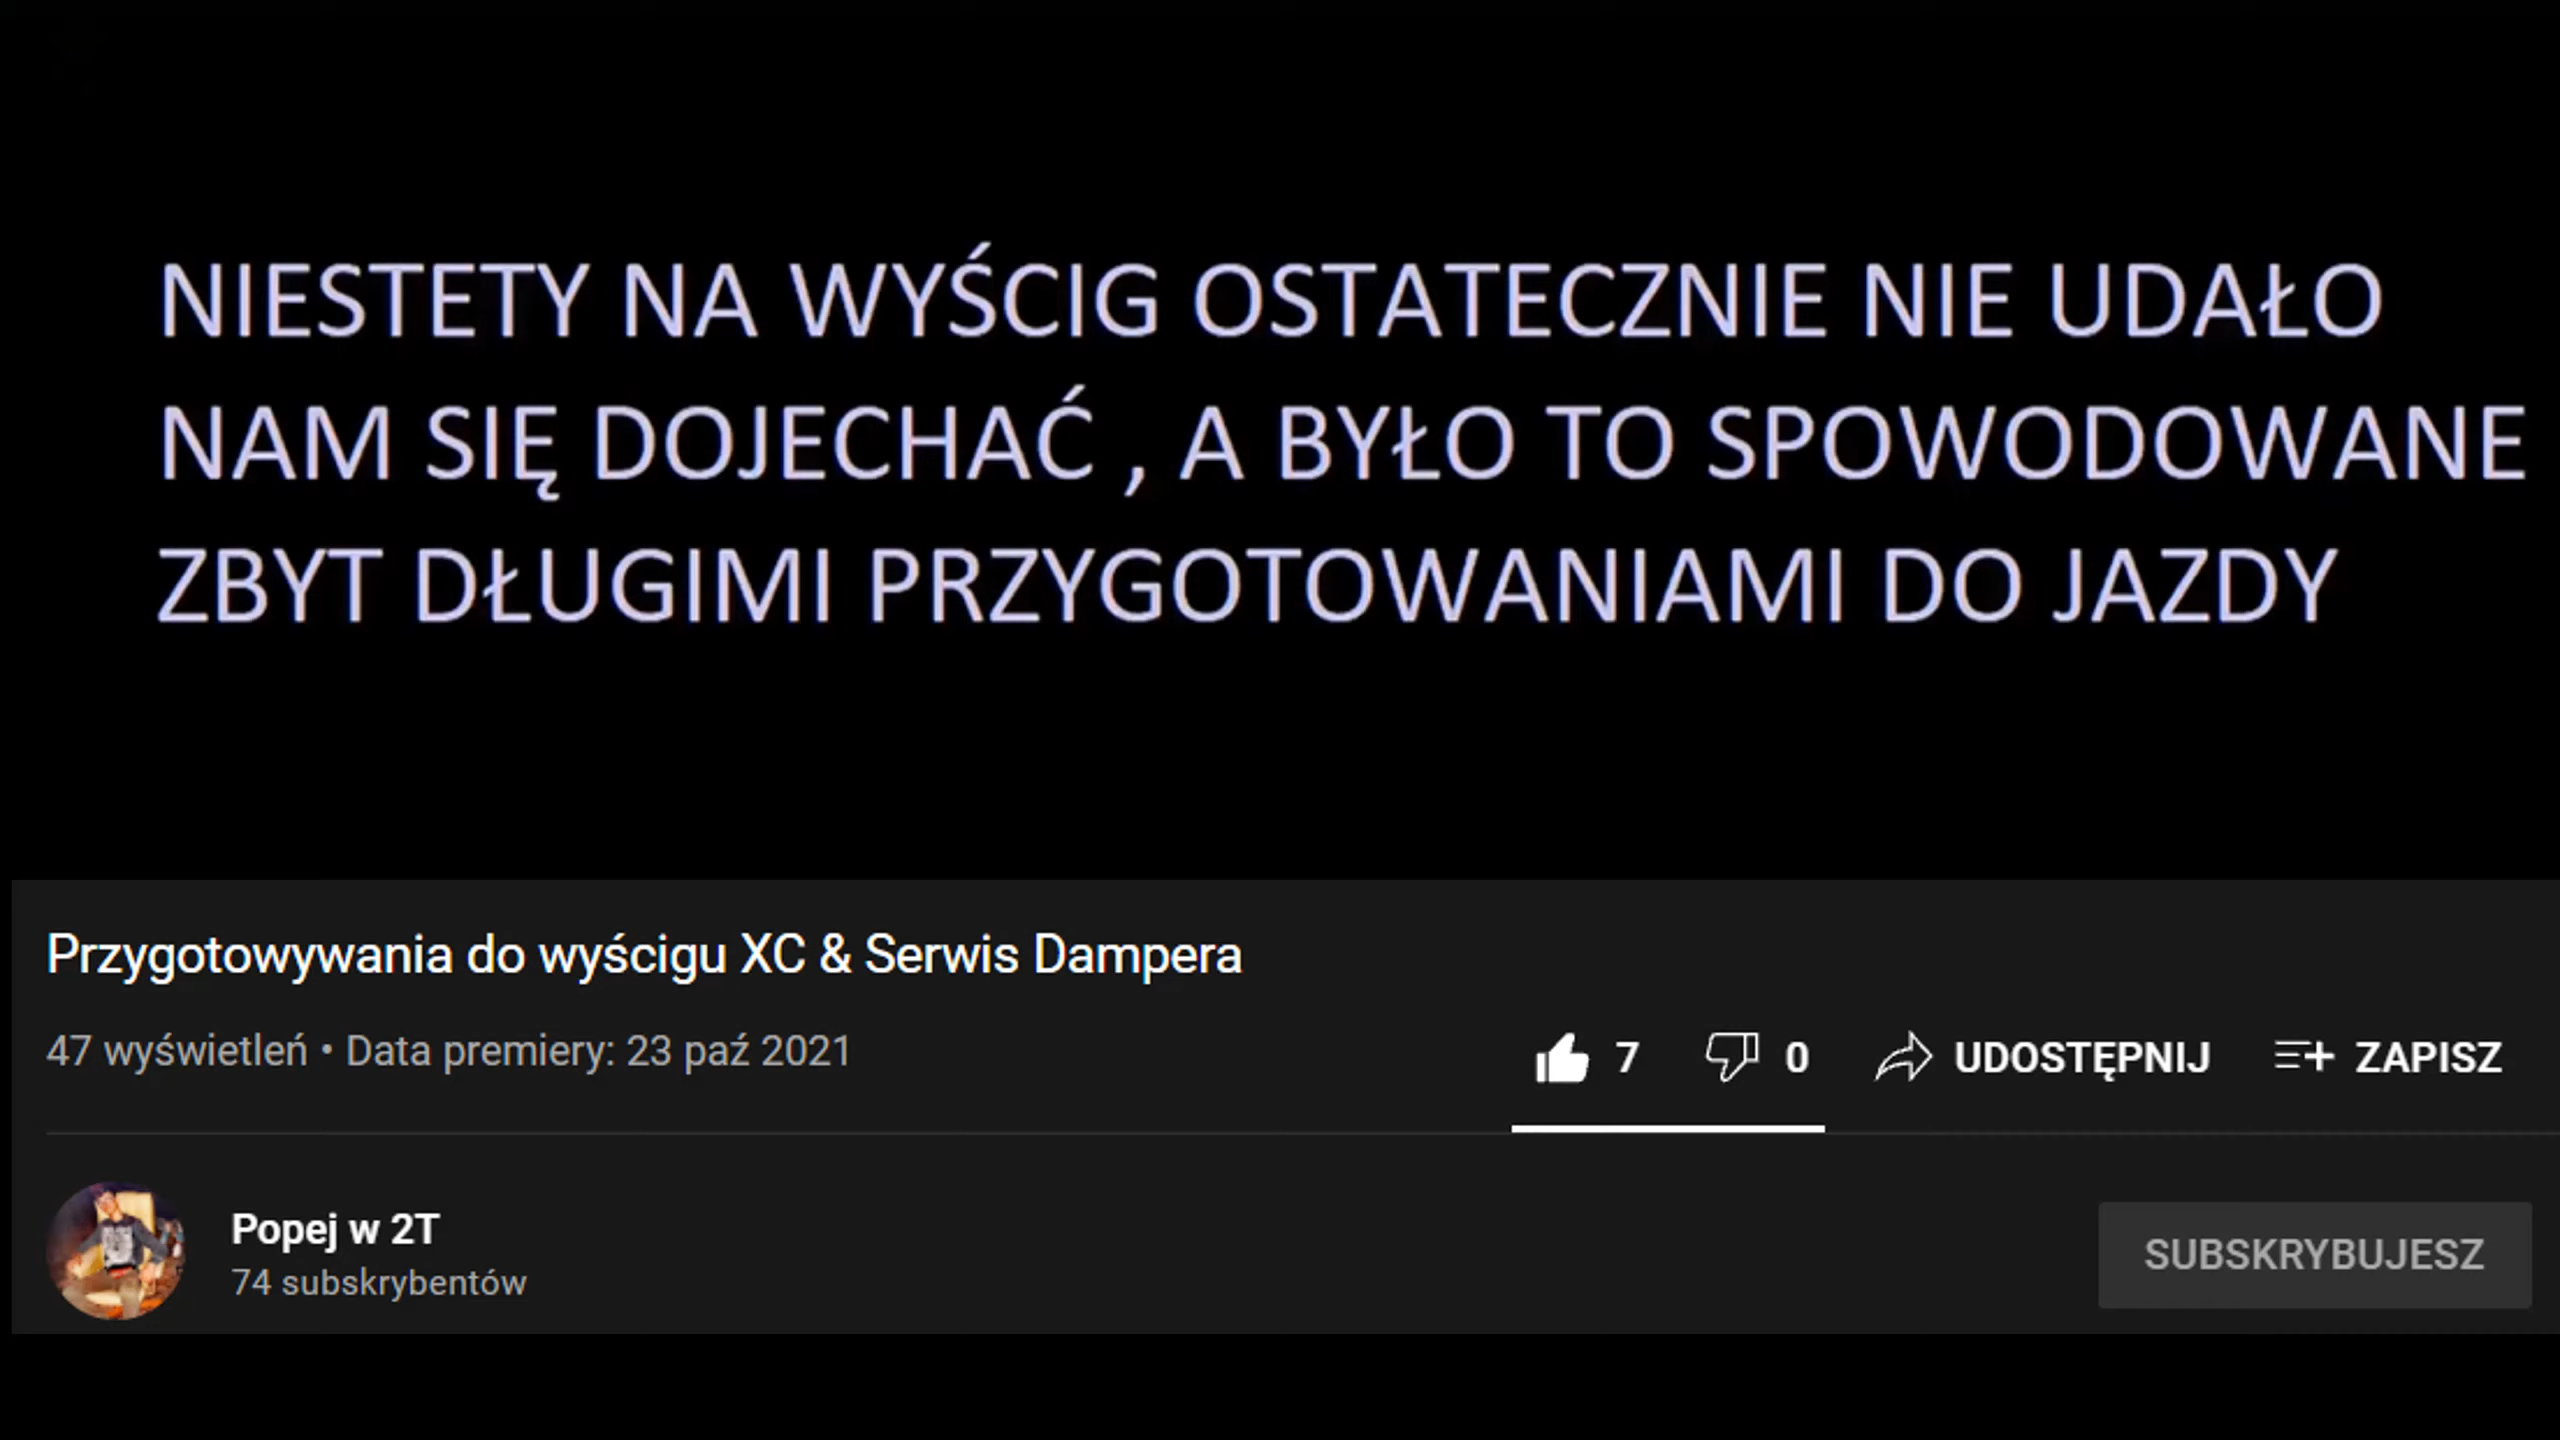 NIESTETY NA WYŚCIG OSTATECZNIE NIE UDAŁO
NAM SIĘ DOJECHAĆ , A BYŁO TO SPOWODOWANE
ZBYT DŁUGIMI PRZYGOTOWANIAMI DO JAZDY
Przygotowywania do wyścigu XC & Serwis Dampera
47 wyświetleń • Data premiery: 23 paź 2021
7 0 UDOSTĘPNIJ ZAPISZ
Popej w 2T
74 subskrybentów
SUBSKRYBUJESZ